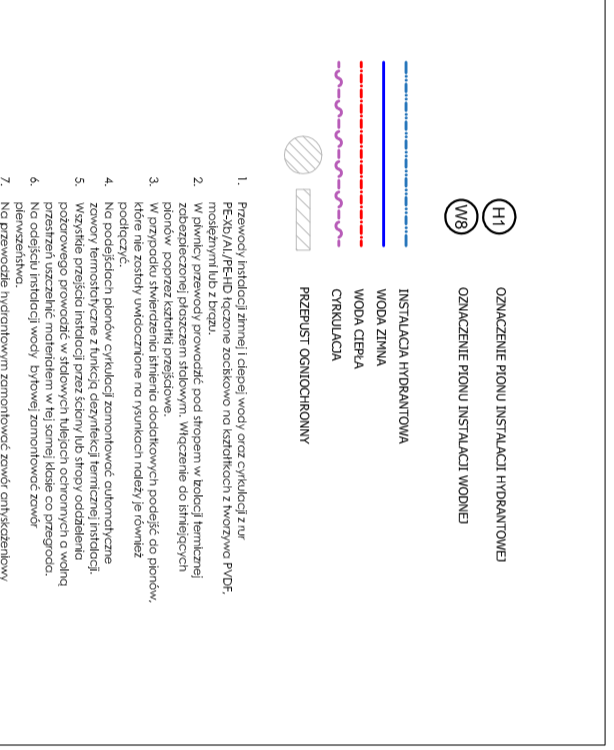 H1 OZNACZENIE PIONU INSTALACJI HYDRANTOWEJ
W8 OZNACZENIE PIONU INSTALACJI WODNEJ
INSTALACJA HYDRANTOWA
WODA ZIMNA
WODA CIEPŁA
CYRKULACJA
PRZEPUST OGNIOCHRONNY
1. Przewody instalacji zimnej i ciepej wody oraz cyrkulacji z rur
PE-Xb/AL/PE-HD łączone zaciskowo na kształtkach z tworzywa PVDF,
mosiężnymi lub z brązu.
2. W piwnicy przewody prowadzić pod stropem w izolacji termicznej
zabezpieczonej płaszczem stalowym. Włączenie do istniejących
pionów poprzez kształtki przejściowe.
3. W przypadku stwierdzenia istnienia dodatkowych podejść do pionów,
które nie zostały uwidocznione na rysunkach należy je również
podłączyć.
4. Na podejściach pionów cyrkulacji zamontować automatyczne
zawory termostatyczne z funkcją dezynfekcji termicznej instalacji.
5. Wszystkie przejścia instalacji przez ściany lub stropy oddzielenia
pożarowego prowadzić w stalowych tulejach ochronnych a wolną
przestrzeń uszczelnić materiałem w tej samej klasie co przegroda.
6. Na odejściu instalacji wody bytowej zamontować zawór
pierwszeństwa.
7. Na przewodzie hydrantowym zamontować zawór antyskażeniowy